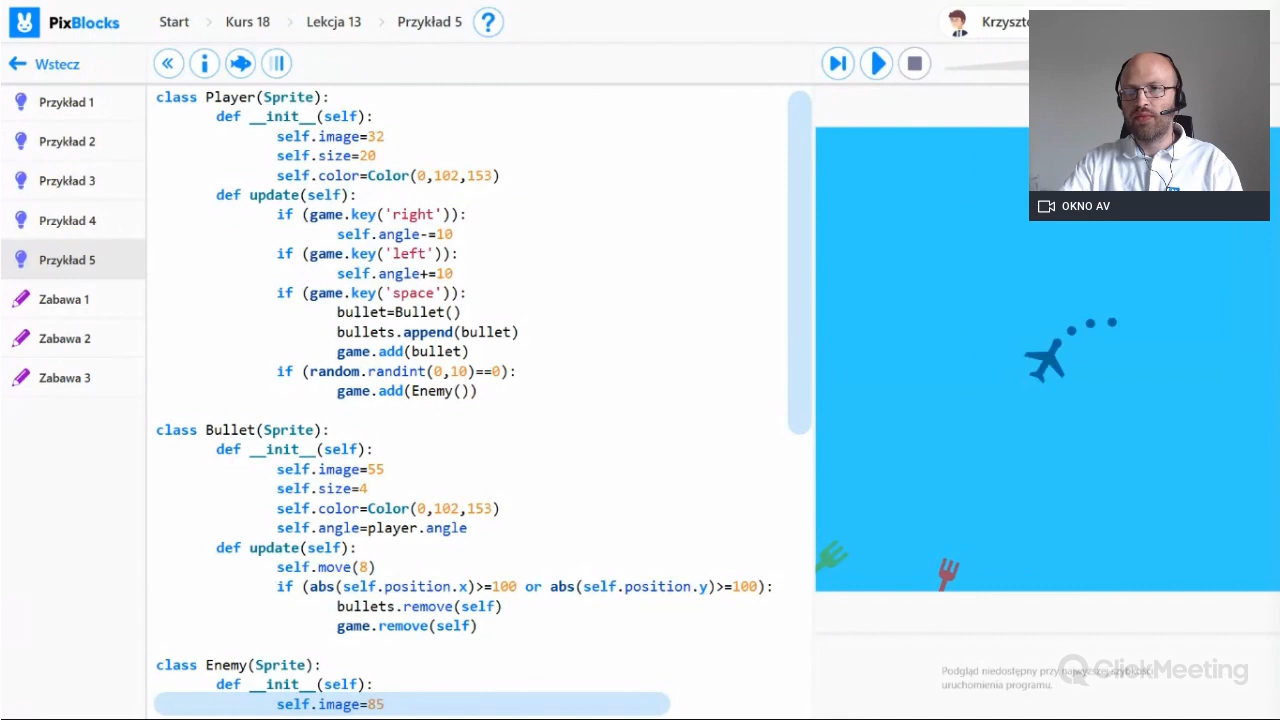 PixBlocks
Start
Kurs 18
Lekcja 13
Przykład 5
?
Krzyszto
Wstecz
Przykład 1
Przykład 2
Przykład 3
Przykład 4
Przykład 5
Zabawa 1
Zabawa 2
Zabawa 3
class Player(Sprite):
def __init__(self):
self.image=32
self.size=20
self.color=Color(0,102,153)
def update(self):
if (game.key('right')):
self.angle-=10
if (game.key('left')):
self.angle+=10
if (game.key('space')):
bullet=Bullet()
bullets.append(bullet)
game.add(bullet)
if (random.randint(0,10)==0):
game.add(Enemy())
class Bullet(Sprite):
def __init__(self):
self.image=55
self.size=4
self.color=Color(0,102,153)
self.angle=player.angle
def update(self):
self.move(8)
if (abs(self.position.x)>=100 or abs(self.position.y)>=100):
bullets.remove(self)
game.remove(self)
class Enemy(Sprite):
def __init__(self):
self.image=85
OKNO AV
Podgląd niedostępny przy najwyższej szybkości
uruchomienia programu.
ClickMeeting